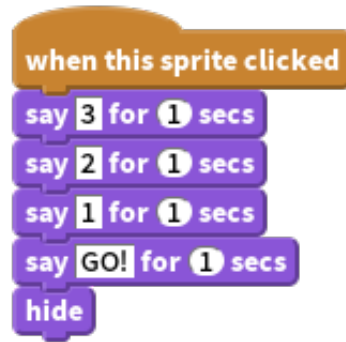 when this sprite clicked
say 3 for 1 secs
say 2 for 1 secs
say 1 for 1 secs
say GO! for 1 secs
hide